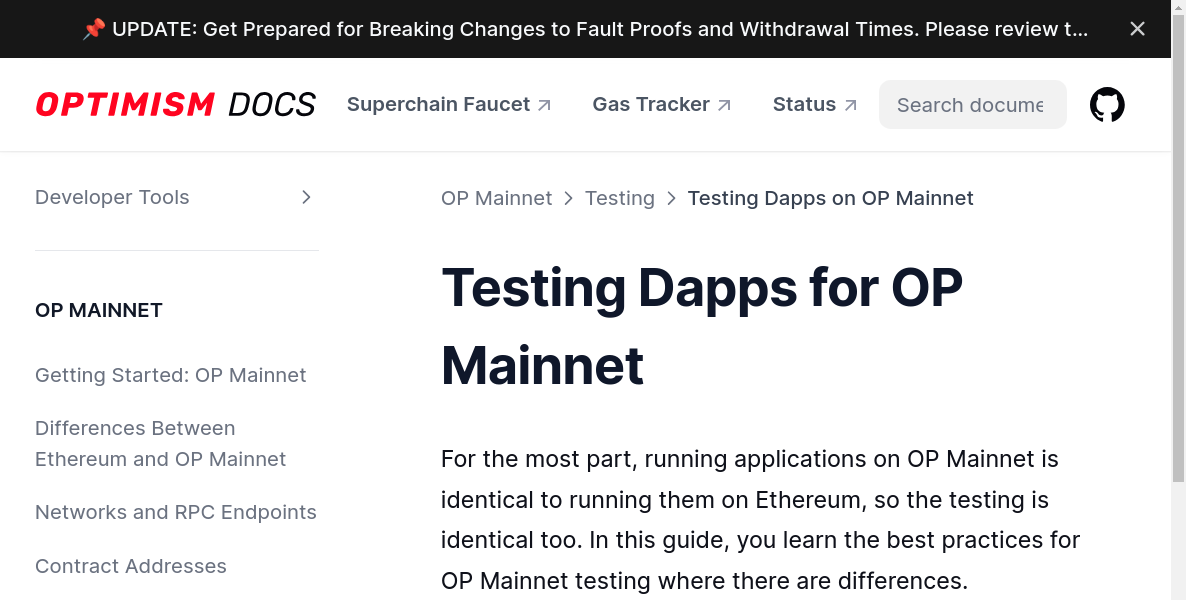 📌 UPDATE: Get Prepared for Breaking Changes to Fault Proofs and Withdrawal Times. Please review t...
OPTIMISM DOCS
Superchain Faucet
Gas Tracker
Status
Search docume
Developer Tools
OP MAINNET
Getting Started: OP Mainnet
Differences Between
Ethereum and OP Mainnet
Networks and RPC Endpoints
Contract Addresses
OP Mainnet > Testing > Testing Dapps on OP Mainnet
Testing Dapps for OP
Mainnet
For the most part, running applications on OP Mainnet is
identical to running them on Ethereum, so the testing is
identical too. In this guide, you learn the best practices for
OP Mainnet testing where there are differences.